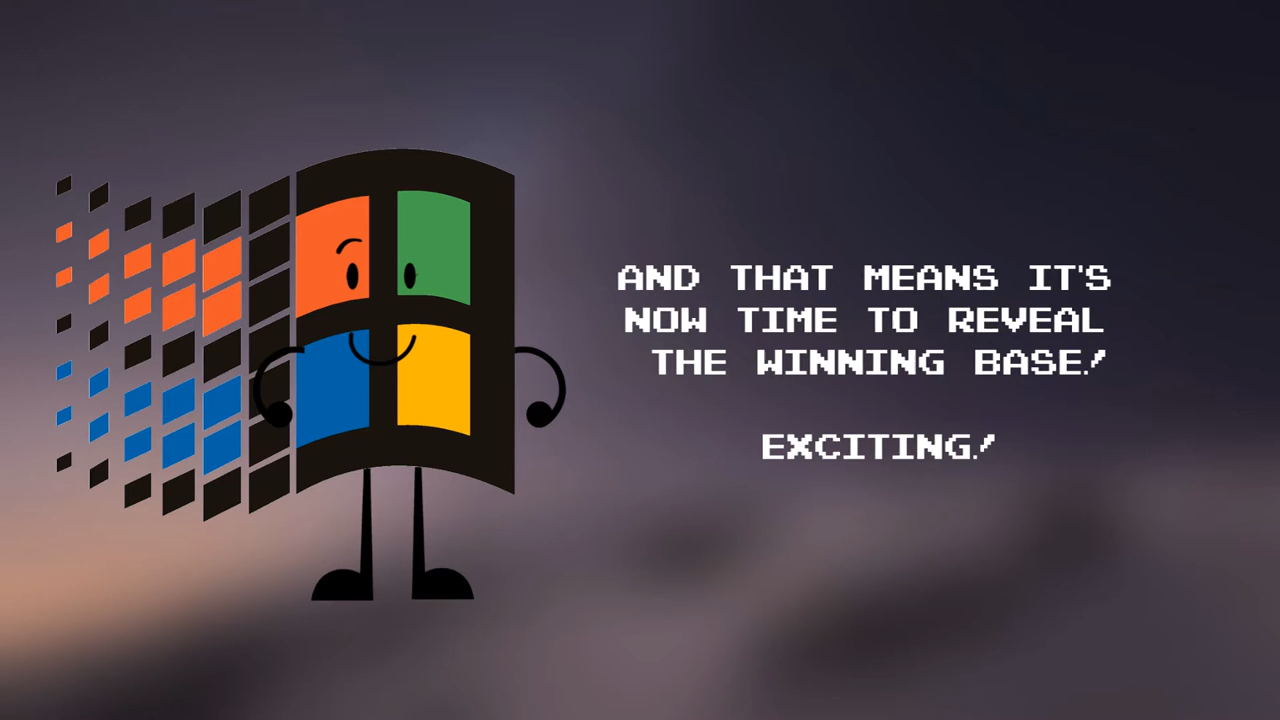 AND THAT MEANS IT'S
NOW TIME TO REVEAL
THE WINNING BASE!
EXCITING!